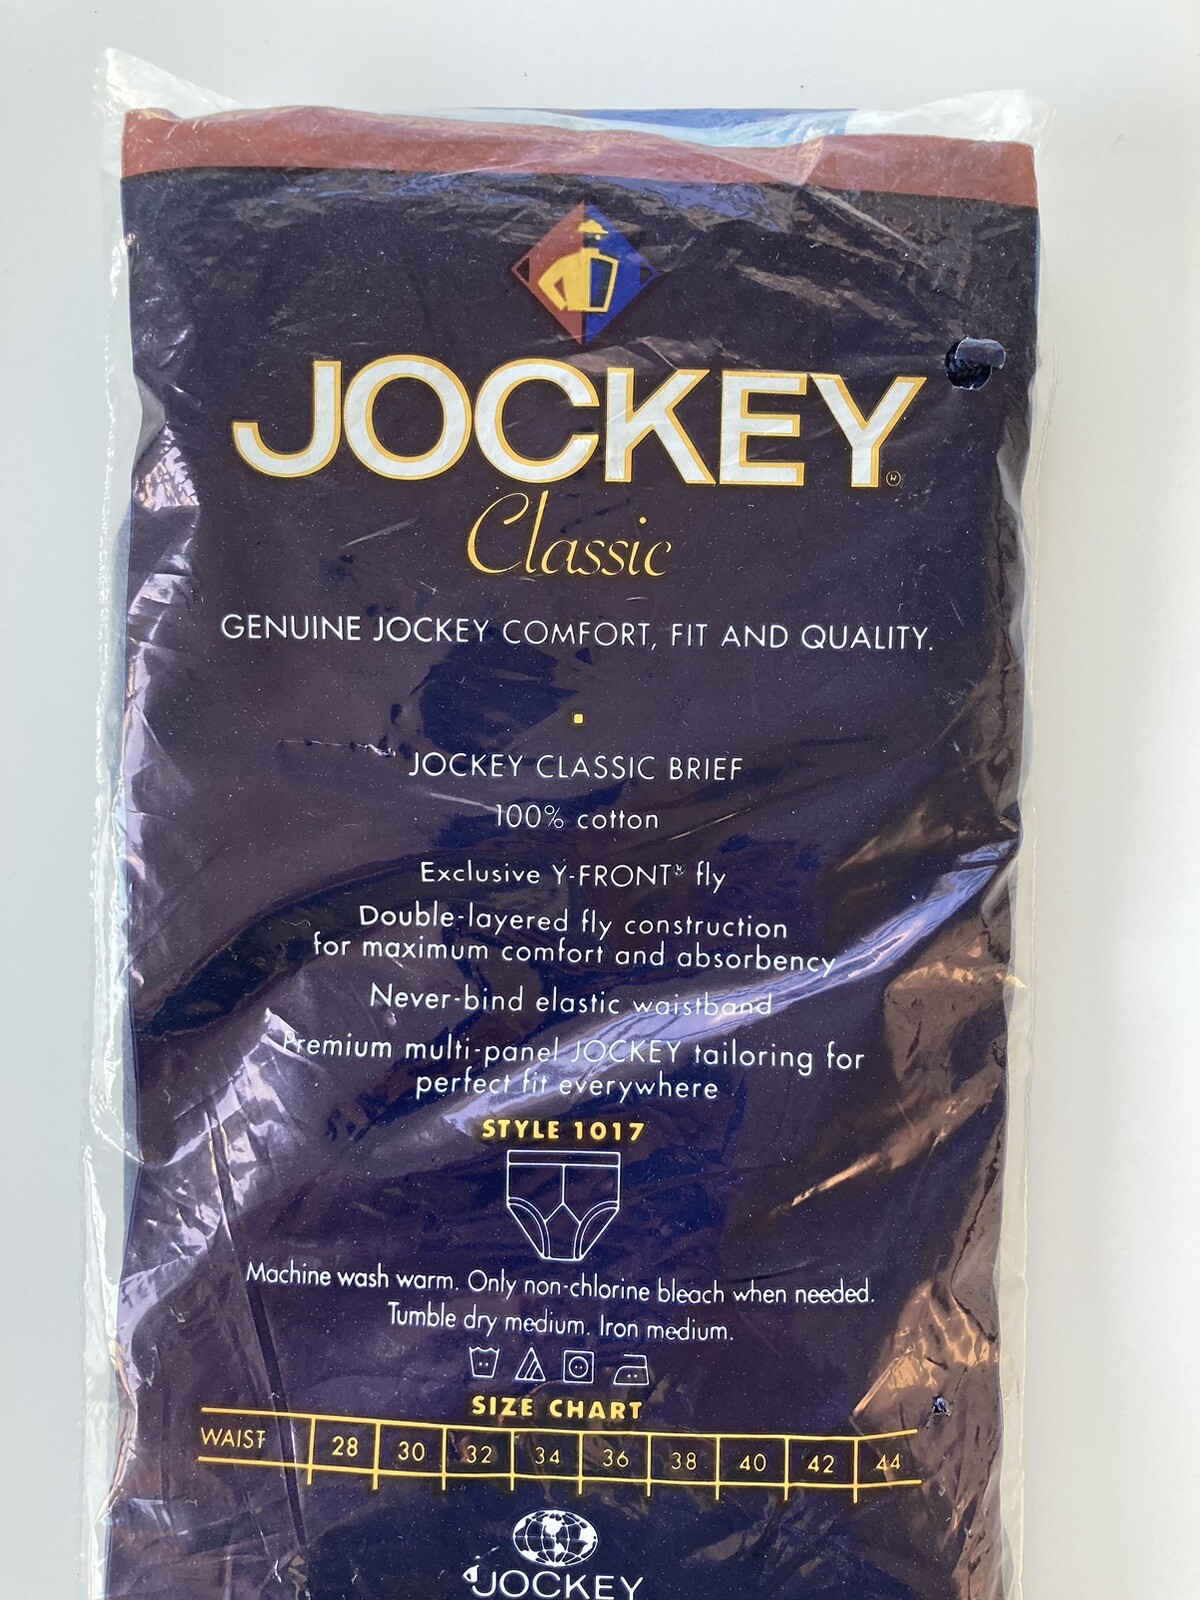 JOCKEY®
Classic
GENUINE JOCKEY COMFORT, FIT AND QUALITY.
JOCKEY CLASSIC BRIEF
100% cotton
Exclusive Y-FRONT® fly
Double-layered fly construction
for maximum comfort and absorbency
Never-bind elastic waistband
Premium multi-panel JOCKEY tailoring for
perfect fit everywhere
STYLE 1017
Machine wash warm. Only non-chlorine bleach when needed.
Tumble dry medium. Iron medium.
SIZE CHART
WAIST 28 30 32 34 36 38 40 42 44
JOCKEY